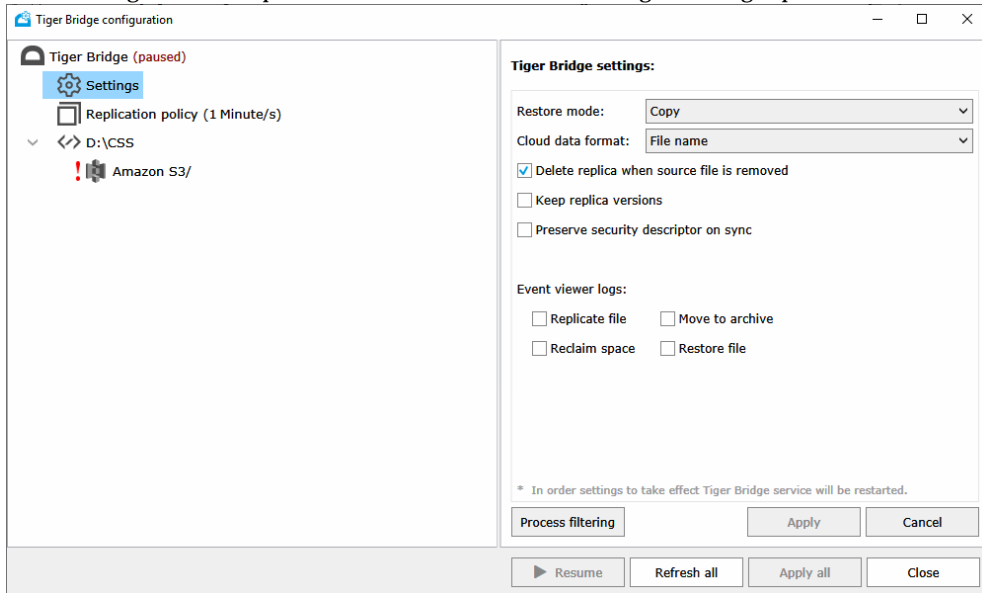 Tiger Bridge configuration
Tiger Bridge (paused)
Settings
Replication policy (1 Minute/s)
D:\CSS
! Amazon S3/
Tiger Bridge settings:
Restore mode: Copy
Cloud data format: File name
Delete replica when source file is removed
Keep replica versions
Preserve security descriptor on sync
Event viewer logs:
Replicate file Move to archive
Reclaim space Restore file
* In order settings to take effect Tiger Bridge service will be restarted.
Process filtering Apply Cancel
Resume Refresh all Apply all Close